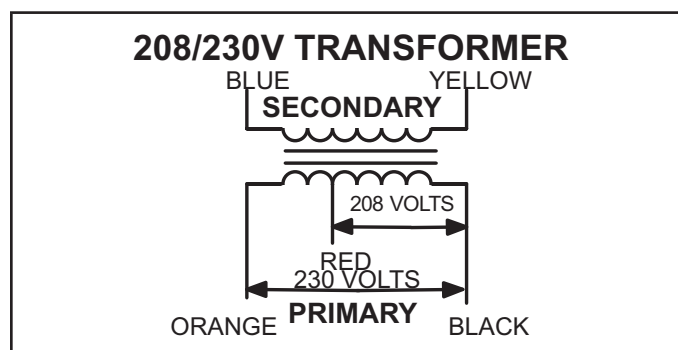 208/230V TRANSFORMER
BLUE YELLOW
SECONDARY
208 VOLTS
RED
230 VOLTS
PRIMARY
ORANGE BLACK